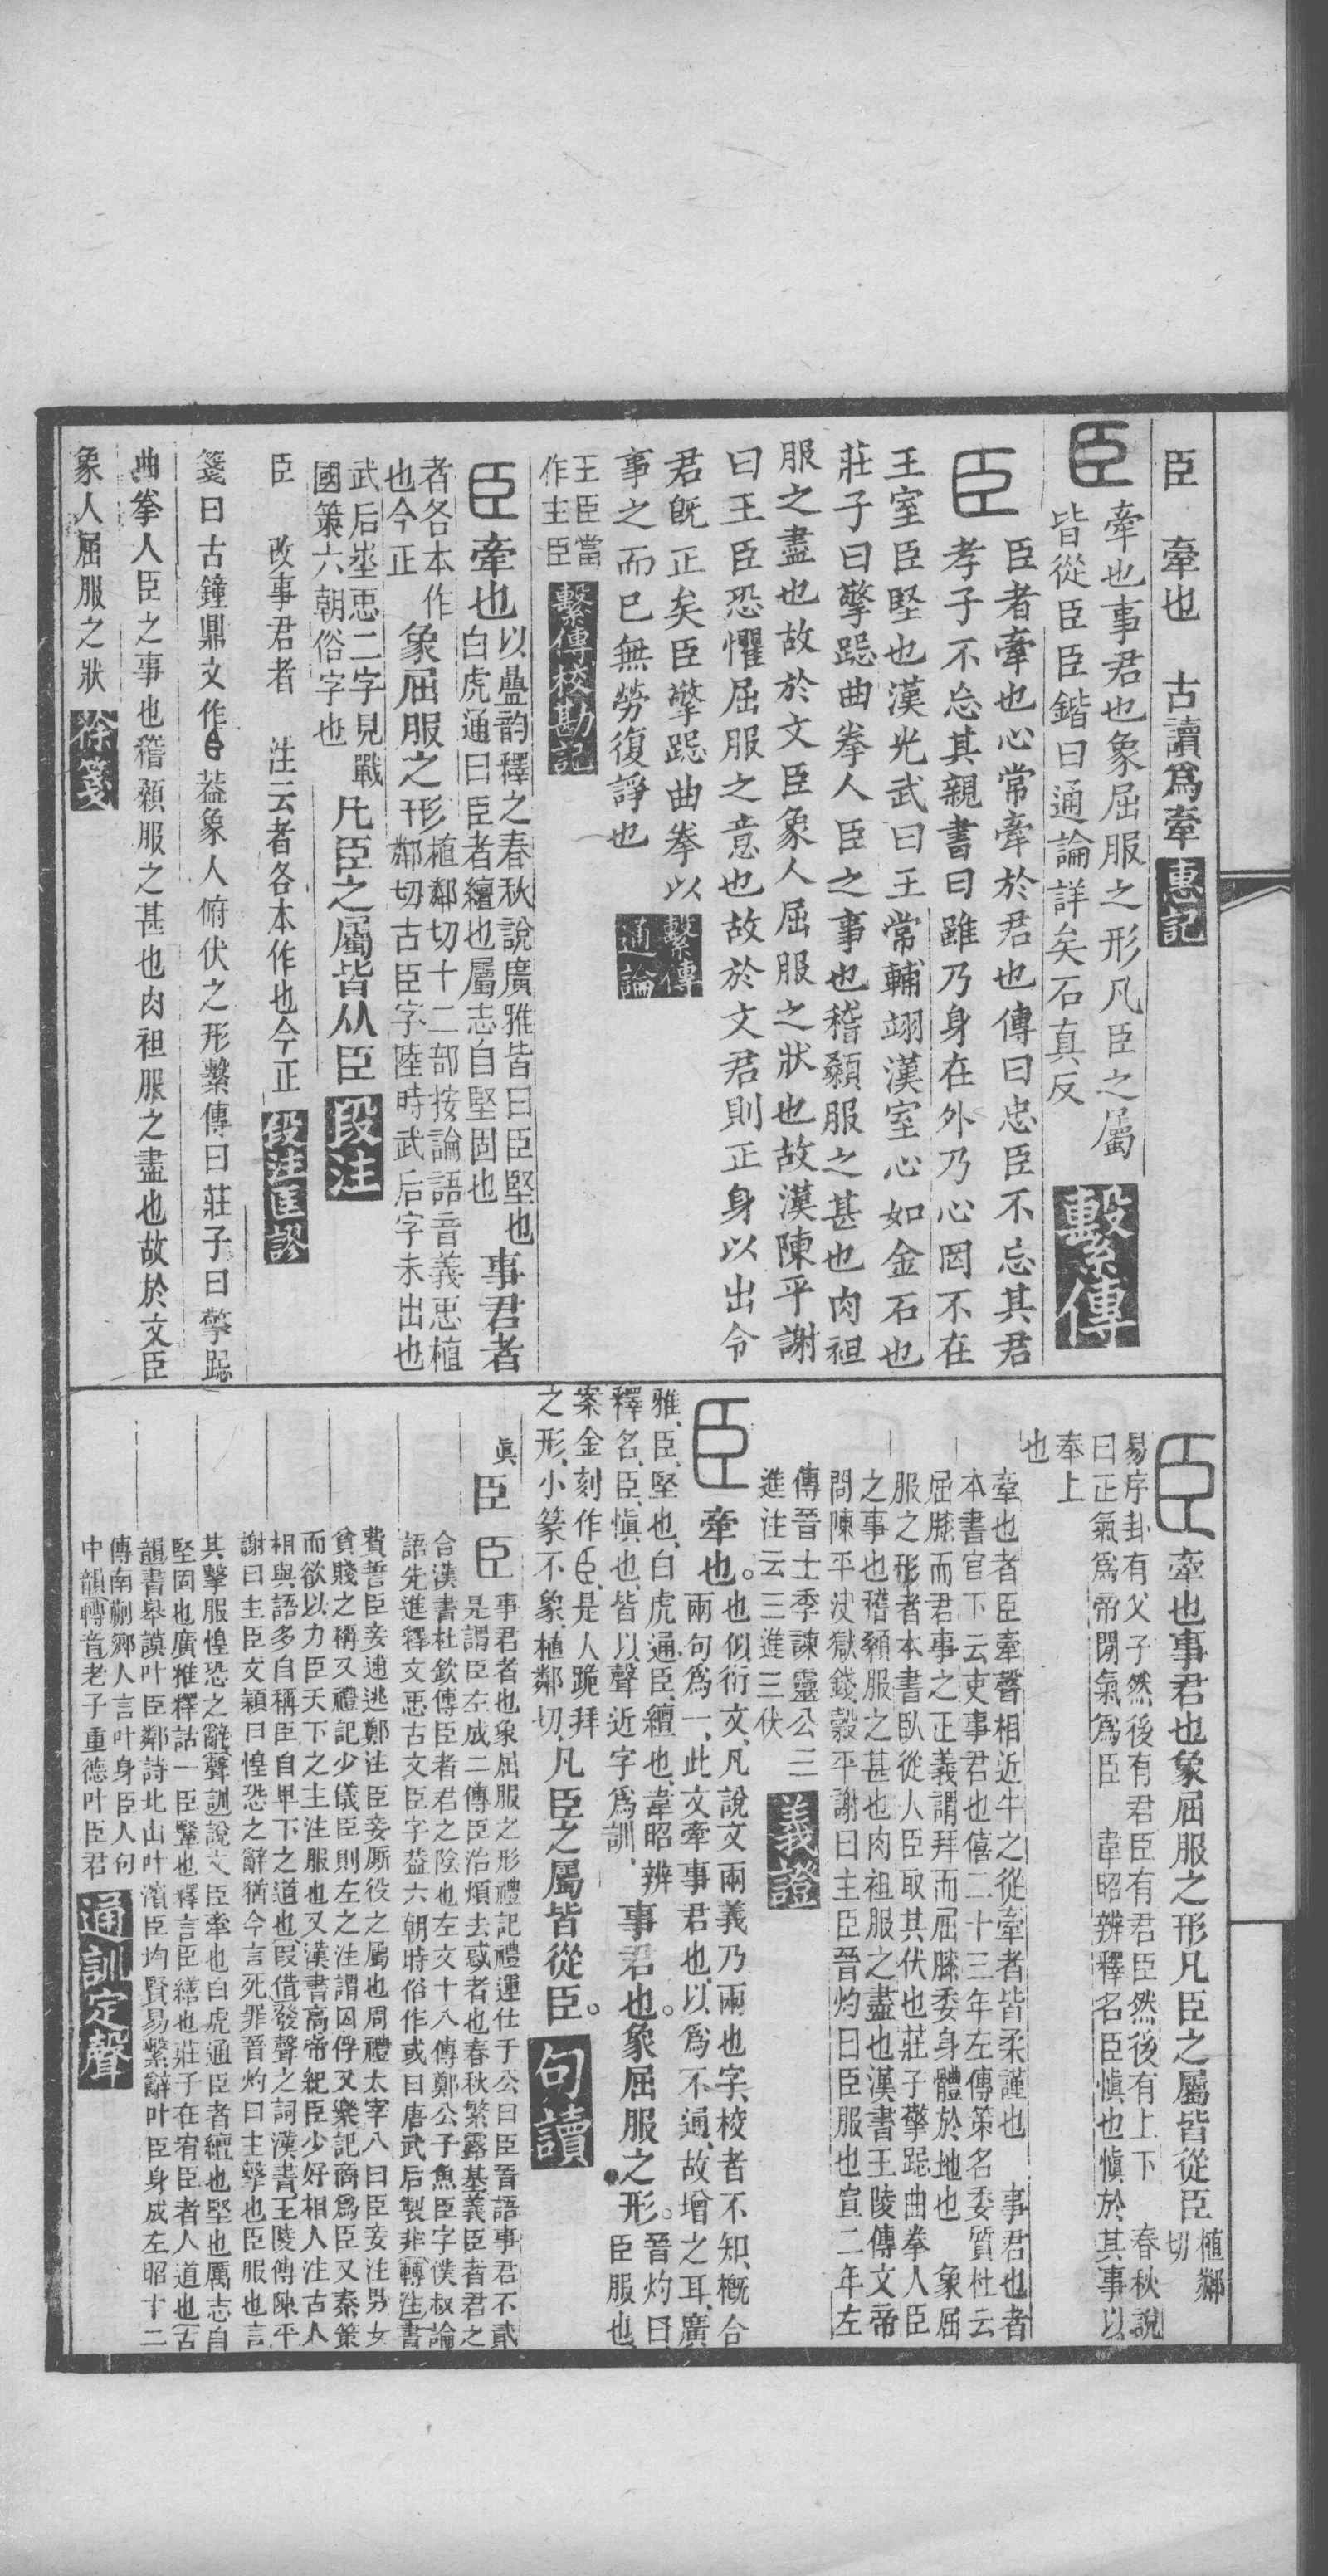 臣　牽也　古讀爲牽　惠記
臣
牽也事君也象屈服之形凡臣之屬
皆從臣臣鍇曰通論詳矣石真反
繫傳
臣
臣者牽也心常牽於君也傳曰忠臣不忘其君
孝子不忘其親書曰雖乃身在外乃心罔不在
王室臣堅也漢光武曰王常輔翊漢室心如金石也
莊子曰擎跽曲拳人臣之事也稽顙服之甚也肉袒
服之盡也故於文臣象人屈服之狀也故漢陳平謝
曰王臣恐懼屈服之意也故於文君則正身以出令
君旣正矣臣擎跽曲拳以
事之而已無勞復諍也
繫傳
通論
王臣當
作主臣
繫傳校勘記
臣　牽也
以疊韵釋之春秋說廣雅皆曰臣堅也
白虎通曰臣者繵也屬志自堅固也
事君者
者各本作
也今正
象屈服之形
植鄰切十二部按論語音義恖植
鄰切古臣字陸時武后字未出也
武后埊恖二字見戰
國策六朝俗字也
凡臣之屬皆从臣　段注
臣　改事君者　注云者各本作也今正　段注匡謬
箋曰古鐘鼎文作葢象人俯伏之形繫傳曰莊子曰擎跽
曲拳人臣之事也稽顙服之甚也肉袒服之盡也故於文臣
象人屈服之狀　徐箋
臣　牽也事君也象屈服之形凡臣之屬皆從臣
植鄰
切
易序卦有父子然後有君臣有君臣然後有上下　春秋說
曰正氣爲帝閒氣爲臣　韋昭辨釋名臣愼也愼於其事以
奉上
也
牽也者臣牽聲相近牛之從牽者皆柔謹也　事君也者
本書官下云吏事君也僖二十三年左傳策名委質杜云
屈膝而君事之正義謂拜而屈膝委身體於地也　象屈
服之形者本書臥從人臣取其伏也莊子擎跽曲拳人臣
之事也稽顙服之甚也肉袒服之盡也漢書王陵傳文帝
問陳平決獄錢穀平謝曰主臣晉灼曰臣服也宣二年左
傳晉士季諫靈公三
進注云三進三伏
義證
臣　牽也。
也似衍文、凡說文兩義乃兩也字、校者不知、概合
兩句爲一、此文牽事君也、以爲不通、故增之耳、廣
雅、臣、堅也、白虎通、臣、繵也、韋昭辨
釋名、臣、愼也、皆以聲近字爲訓、
事君也。象屈服之形。
晉灼曰
臣服也
案金刻作、是人跪拜
之形、小篆不象、植鄰切、
凡臣之屬皆從臣。　句讀
眞
臣　臣
事君者也象屈服之形禮記禮運仕于公曰臣晉語事君不貳
是謂臣左成二傳臣治煩去惑者也春秋繁露基義臣者君之
合漢書杜欽傳臣者君之陰也左文十八傳鄭公子魚臣字僕叔論
語先進釋文恖古文臣字葢六朝時俗作或曰唐武后製非轉注書
費誓臣妾逋逃鄭注臣妾厮役之屬也周禮太宰八曰臣妾注男女
貧賤之稱又禮記少儀臣則左之注謂囚俘又樂記商爲臣又秦策
而欲以力臣天下之主注服也又漢書高帝紀臣少好相人注古人
相與語多自稱臣自卑下之道也叚借發聲之詞漢書王陵傳陳平
謝曰主臣文穎曰惶恐之辭猶今言死罪晉灼曰主擊也臣服也言
其擊服惶恐之辭聲訓說文臣牽也白虎通臣者繵也堅也厲志自
堅固也廣雅釋詁一臣鞏也釋言臣繕也莊子在宥臣者人道也古
韻書皋謨叶臣鄰詩北山叶濱臣均賢易繫辭叶臣身成左昭十二
傳南蒯鄉人言叶身臣人句
中韻轉音老子重德叶臣君
通訓定聲